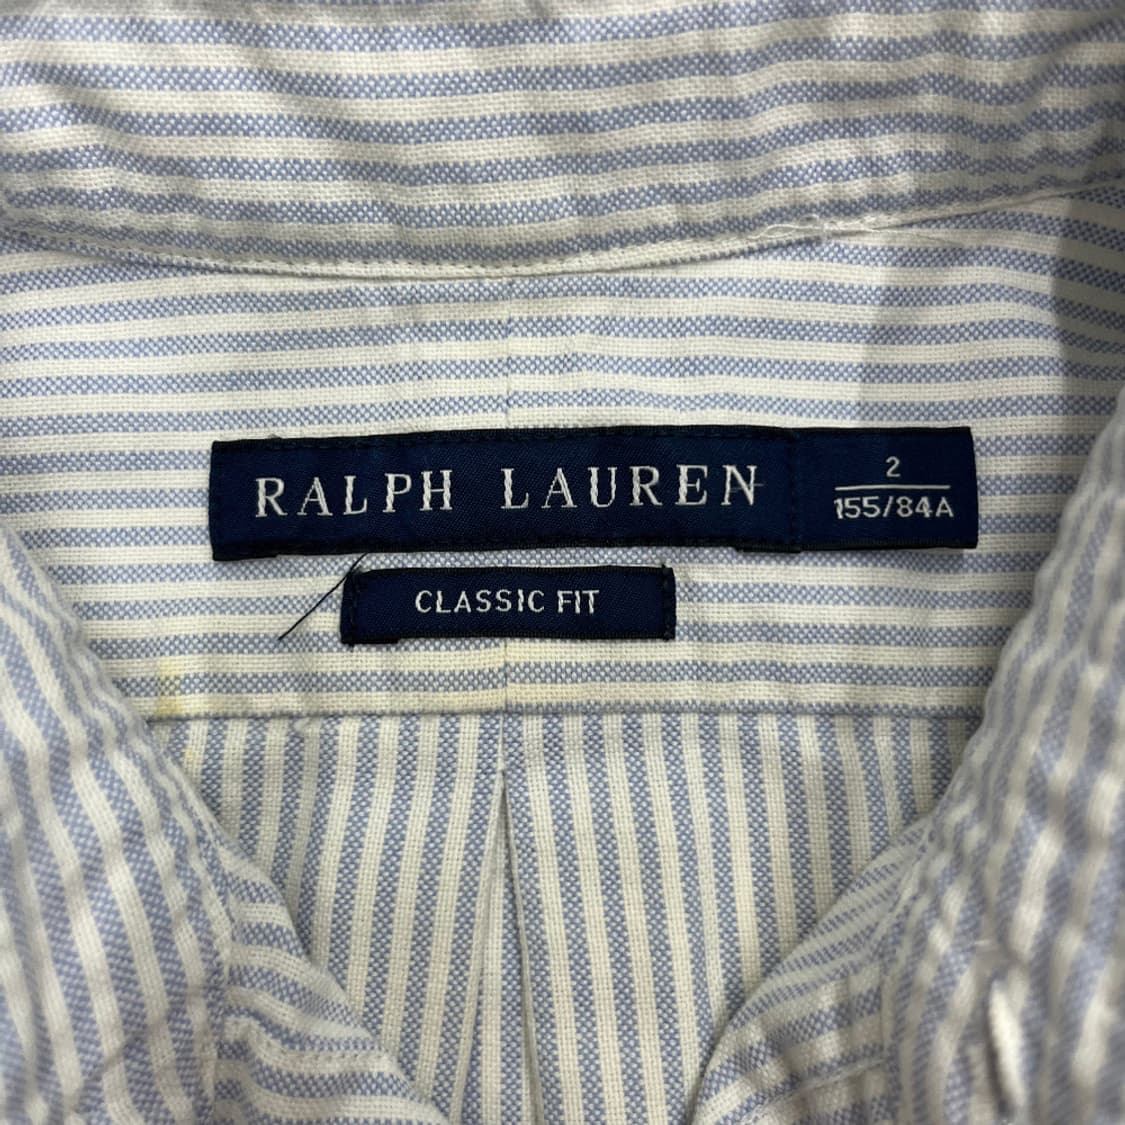 RALPH LAUREN
2
155/84A
CLASSIC FIT